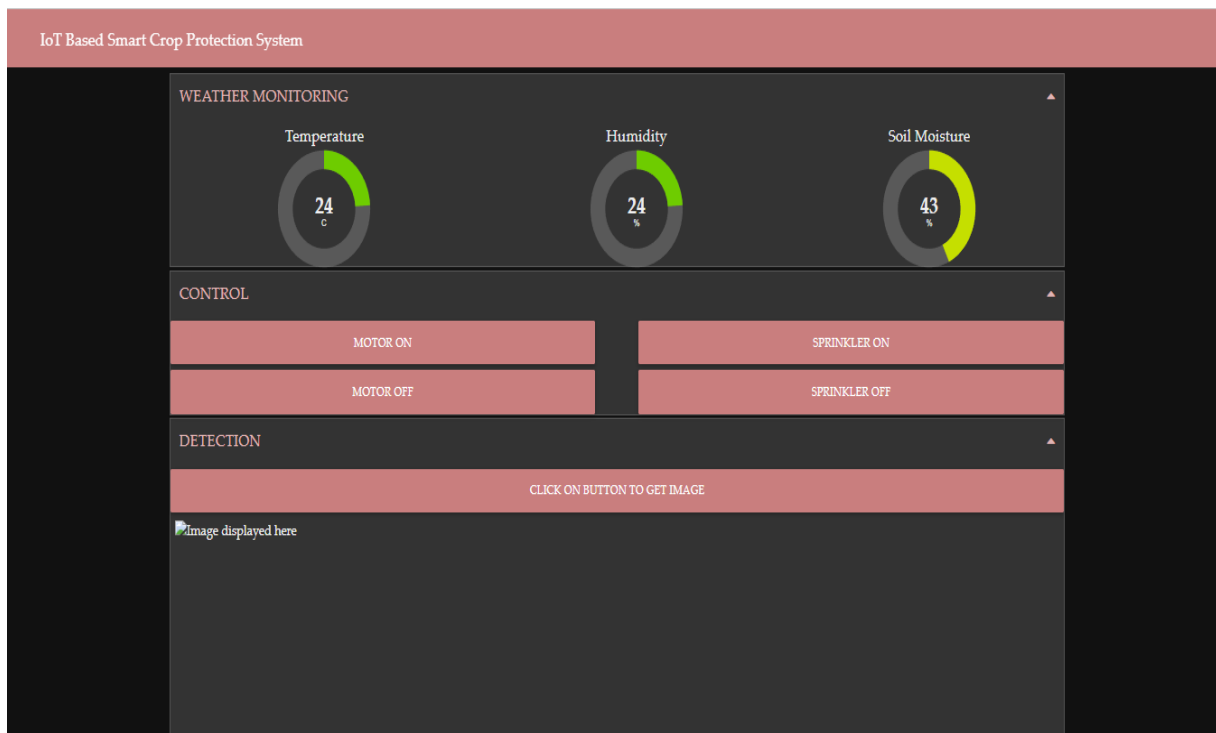 IoT Based Smart Crop Protection System
WEATHER MONITORING
Temperature
Humidity
Soil Moisture
24
C
24
%
43
%
CONTROL
MOTOR ON
SPRINKLER ON
MOTOR OFF
SPRINKLER OFF
DETECTION
CLICK ON BUTTON TO GET IMAGE
Image displayed here